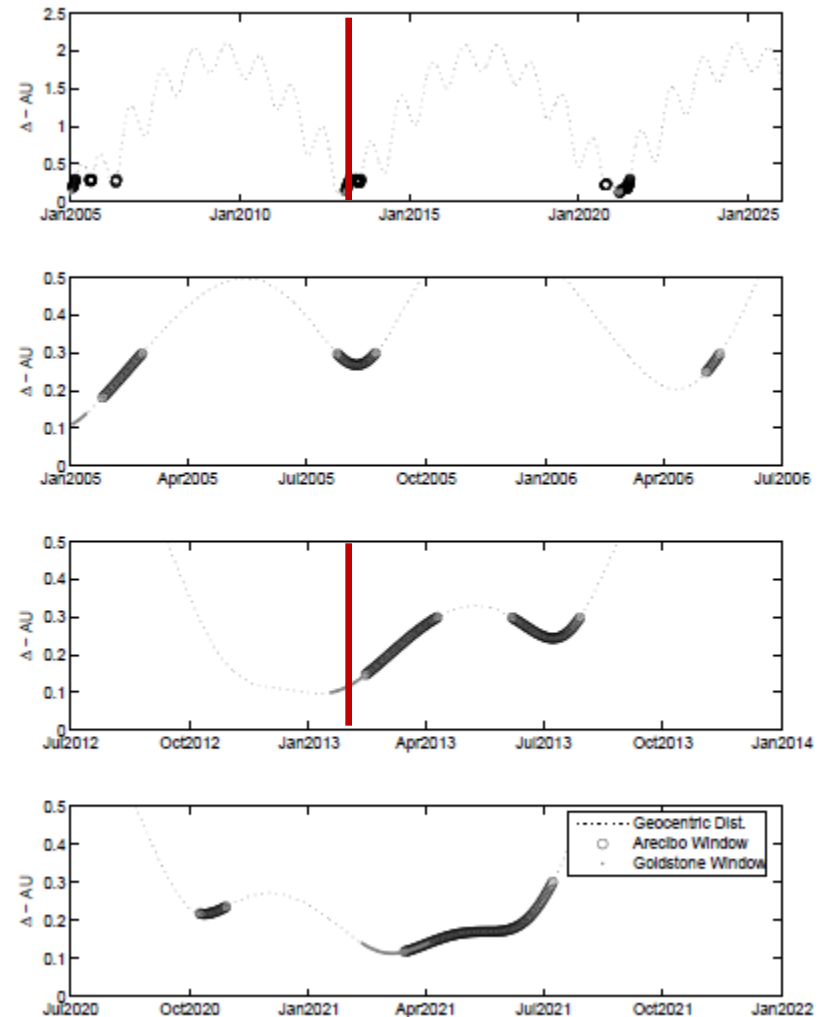 2.5
2
1.5
1
0.5
0
Δ – AU
Jan2005 Jan2010 Jan2015 Jan2020 Jan2025
0.5
0.4
0.3
0.2
0.1
0
Δ – AU
Jan2005 Apr2005 Jul2005 Oct2005 Jan2006 Apr2006 Jul2006
0.5
0.4
0.3
0.2
0.1
0
Δ – AU
Jul2012 Oct2012 Jan2013 Apr2013 Jul2013 Oct2013 Jan2014
0.5
0.4
0.3
0.2
0.1
0
Δ – AU
Geocentric Dist.
Arecibo Window
Goldstone Window
Jul2020 Oct2020 Jan2021 Apr2021 Jul2021 Oct2021 Jan2022